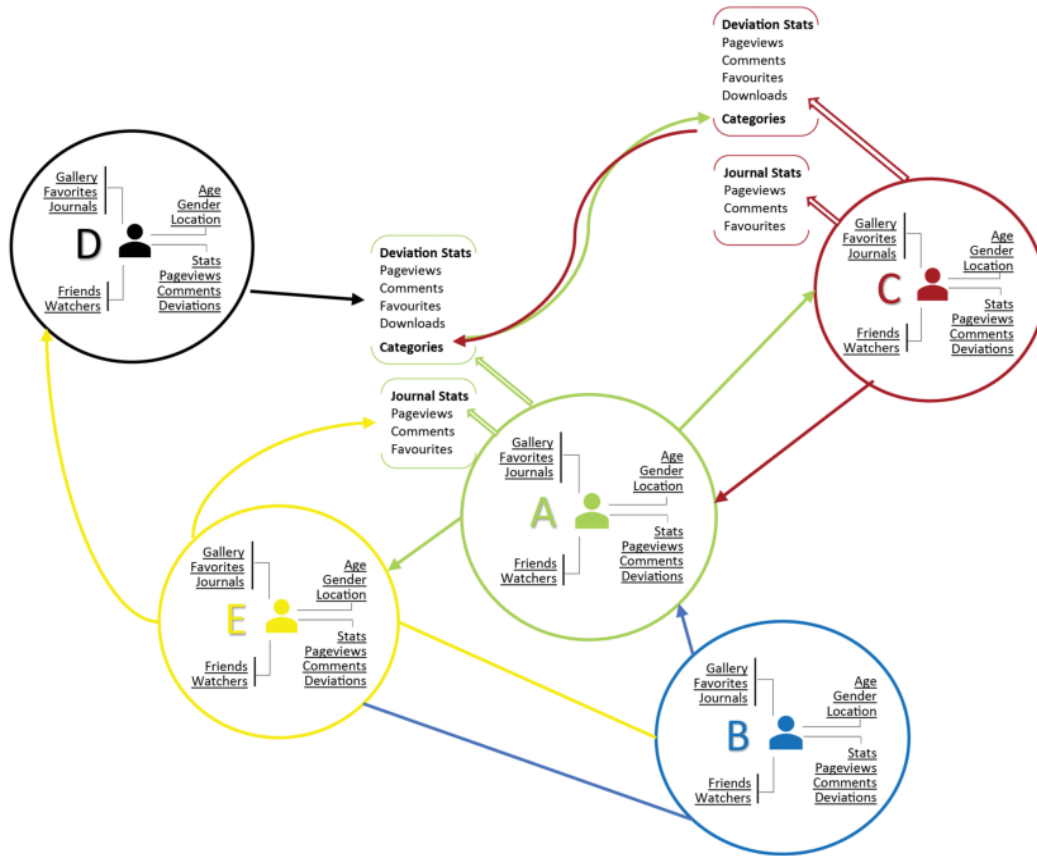 Deviation Stats
Pageviews
Comments
Favourites
Downloads
Categories
Journal Stats
Pageviews
Comments
Favourites
Gallery
Favorites
Journals
Age
Gender
Location
D
Stats
Pageviews
Comments
Deviations
Friends
Watchers
Deviation Stats
Pageviews
Comments
Favourites
Downloads
Categories
Journal Stats
Pageviews
Comments
Favourites
Gallery
Favorites
Journals
Age
Gender
Location
C
Stats
Pageviews
Comments
Deviations
Friends
Watchers
Gallery
Favorites
Journals
Age
Gender
Location
A
Stats
Pageviews
Comments
Deviations
Friends
Watchers
Gallery
Favorites
Journals
Age
Gender
Location
E
Stats
Pageviews
Comments
Deviations
Friends
Watchers
Gallery
Favorites
Journals
Age
Gender
Location
B
Stats
Pageviews
Comments
Deviations
Friends
Watchers